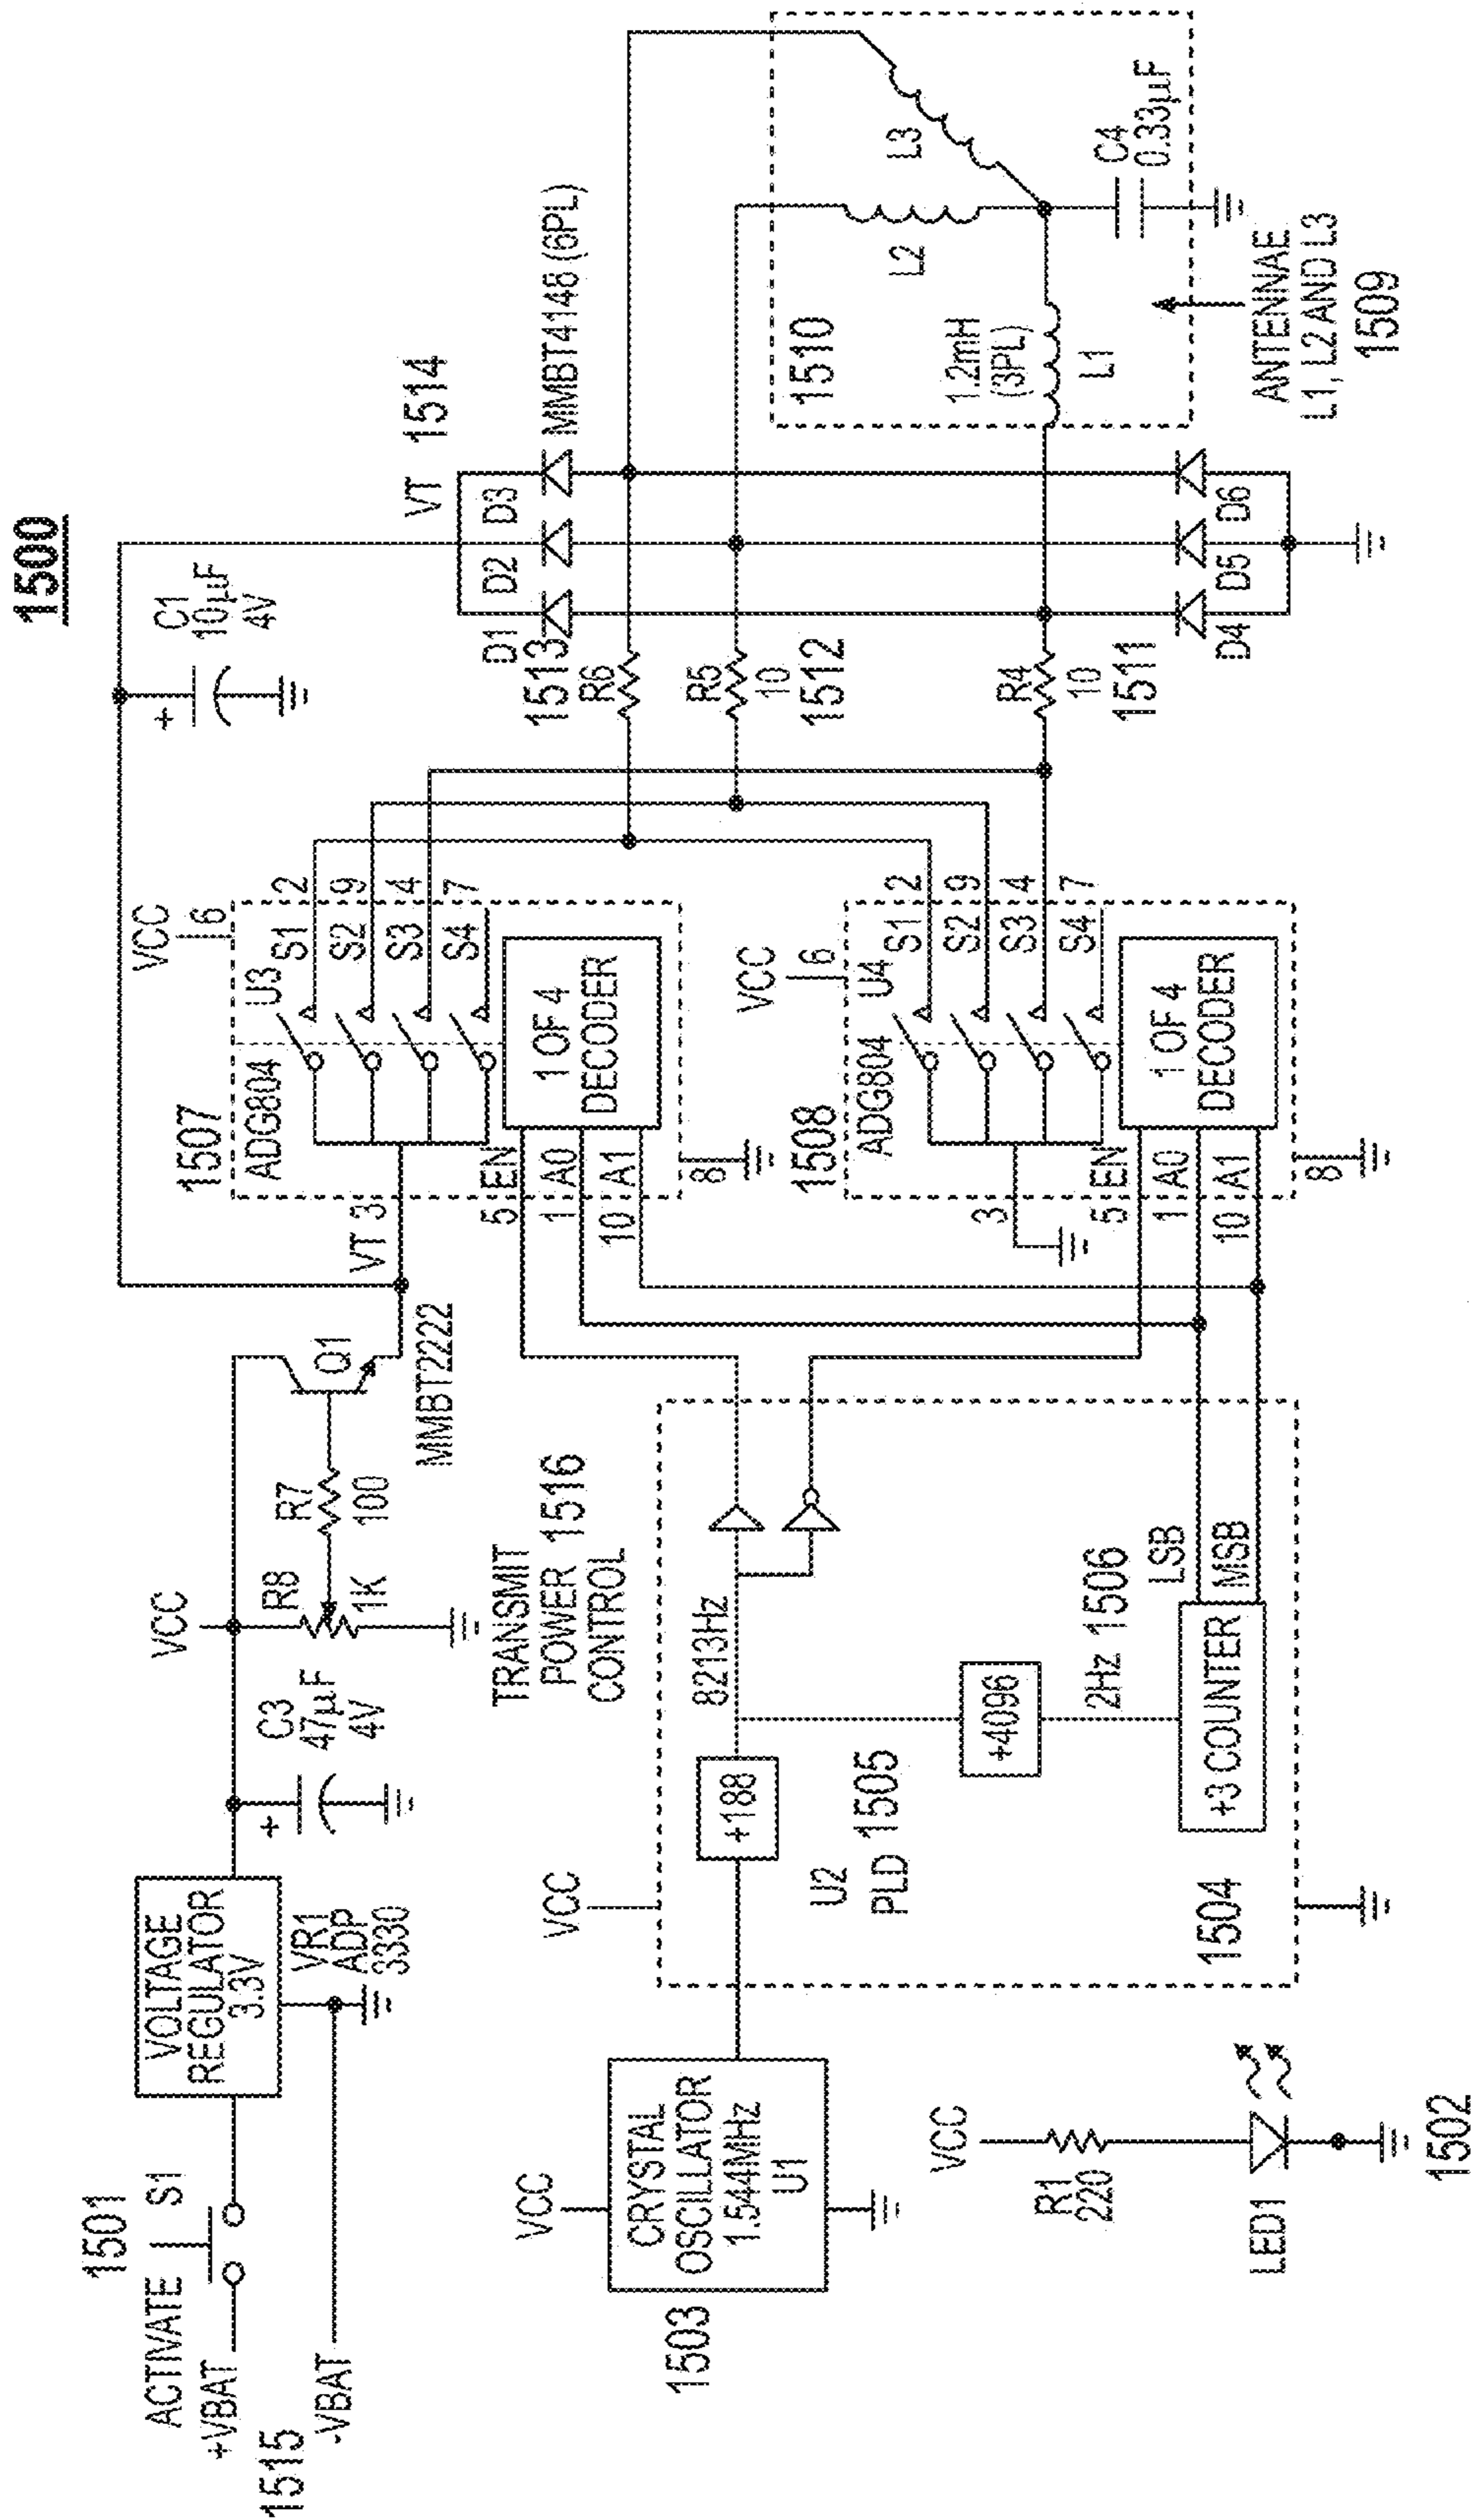 1500
1501
ACTIVATE
S1
+VBAT
1515
-VBAT
VOLTAGE
REGULATOR
3.3V
VR1
ADP
3330
C3
47µF
4V
+
VCC
R8
1K
R7
100
Q1
MMBT2222
TRANSMIT
POWER 1516
CONTROL
C1
10µF
4V
+
VT 3
1507
ADG804
U3
VCC
6
S1 2
S2 9
S3 4
S4 7
1 OF 4
DECODER
5 EN
1 A0
10 A1
8
1508
ADG804
U4
VCC
6
S1 2
S2 9
S3 4
S4 7
1 OF 4
DECODER
3
5 EN
1 A0
10 A1
8
1503
VCC
CRYSTAL
OSCILLATOR
1.544MHz
U1
VCC
+188
8213Hz
U2
PLD 1505
+4096
2Hz 1506
1504
+3 COUNTER
LSB
MSB
VCC
R1
220
LED1
1502
1513
R6
R5
10
1512
R4
10
1511
VT
1514
D1
D2
D3
MMBT4148 (6PL)
D4
D5
D6
1510
1.2mH
(3PL)
L1
L2
L3
C4
0.33µF
ANTENNAE
L1, L2 AND L3
1509